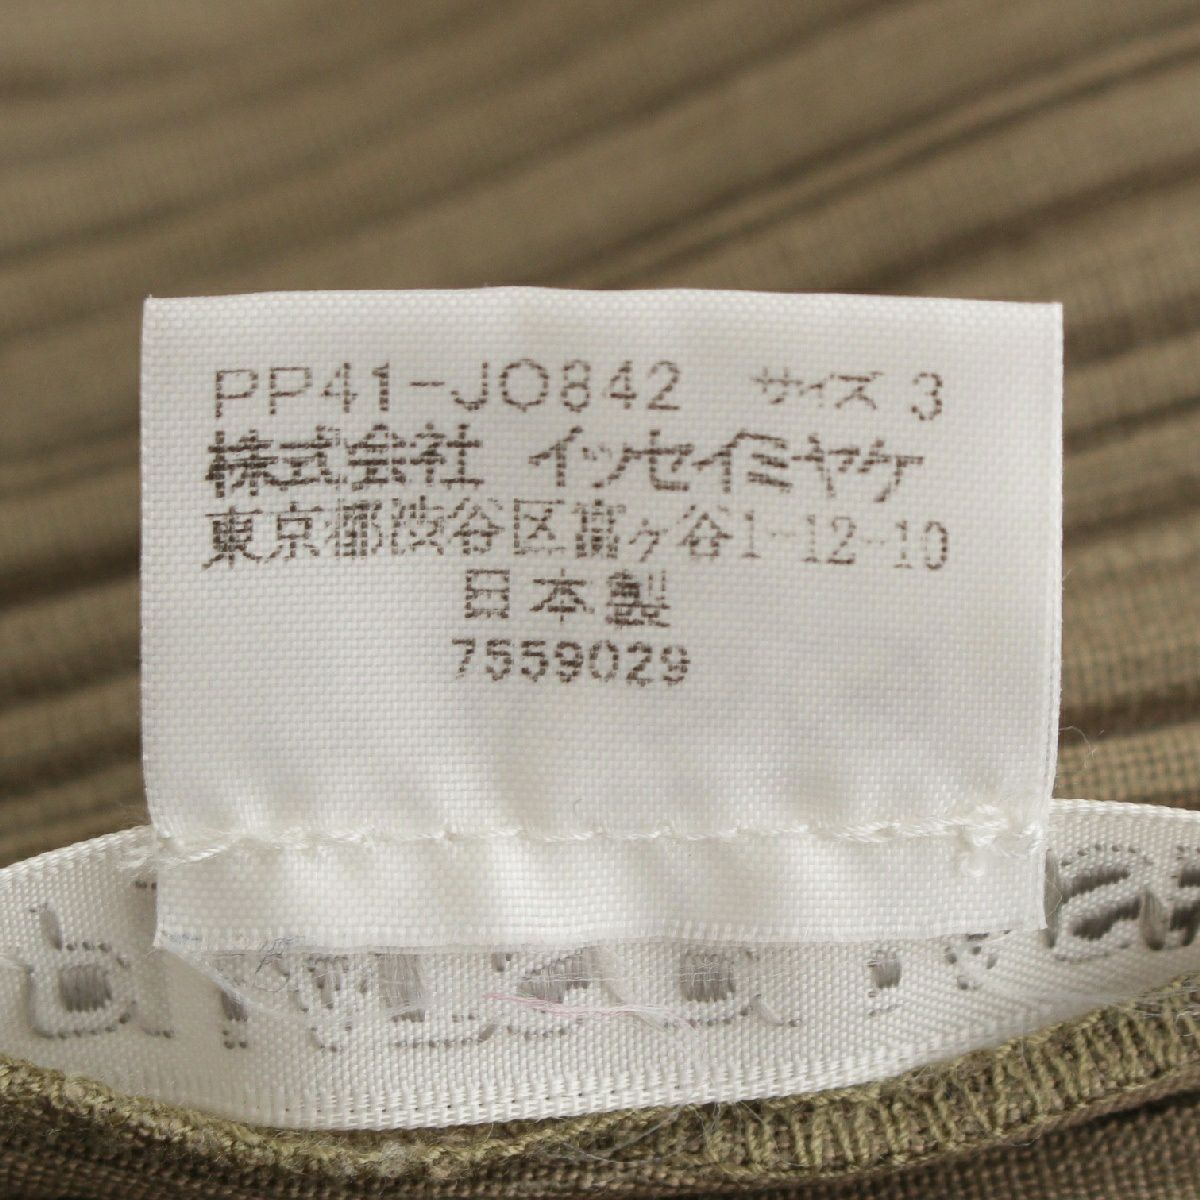 PP41-JO842 サイズ 3
株式会社 イッセイミヤケ
東京都渋谷区富ヶ谷1-12-10
日本製
7559029